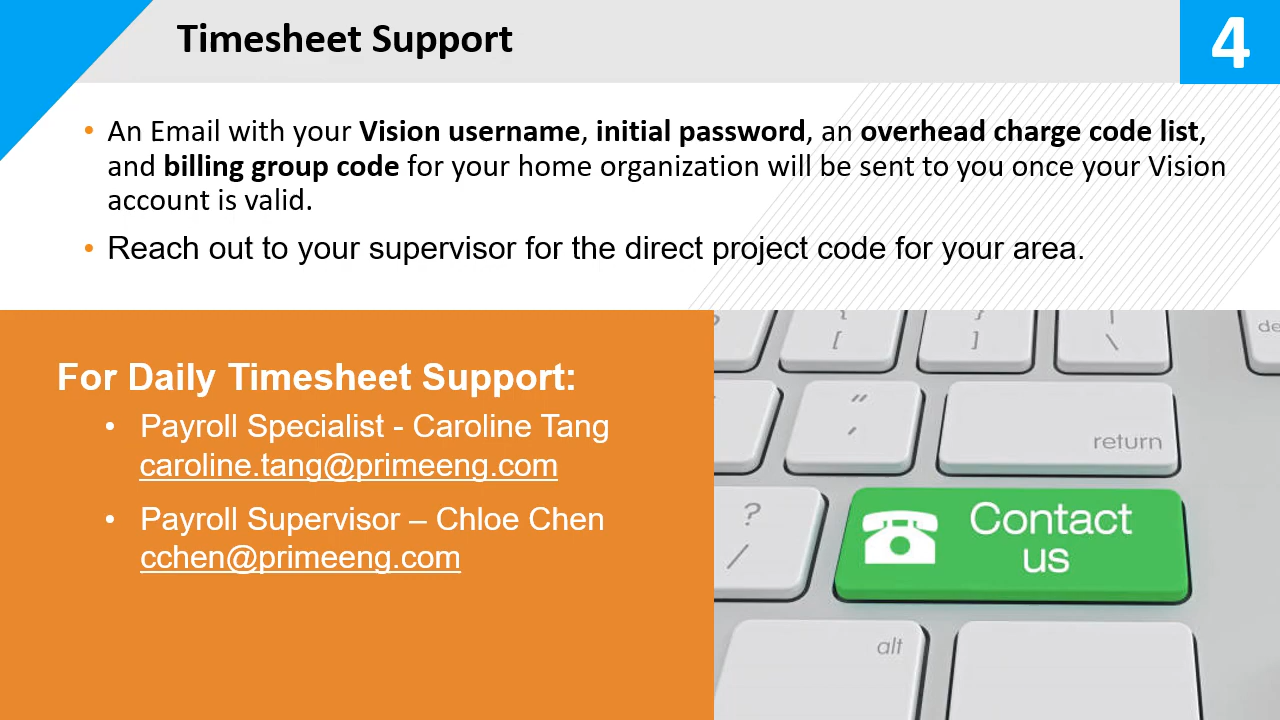 Timesheet Support
4
• An Email with your Vision username, initial password, an overhead charge code list,
and billing group code for your home organization will be sent to you once your Vision
account is valid.
• Reach out to your supervisor for the direct project code for your area.
For Daily Timesheet Support:
• Payroll Specialist - Caroline Tang
caroline.tang@primeeng.com
• Payroll Supervisor – Chloe Chen
cchen@primeeng.com
{
[
}
]
|
\
"
'
return
?
/
Contact
us
alt